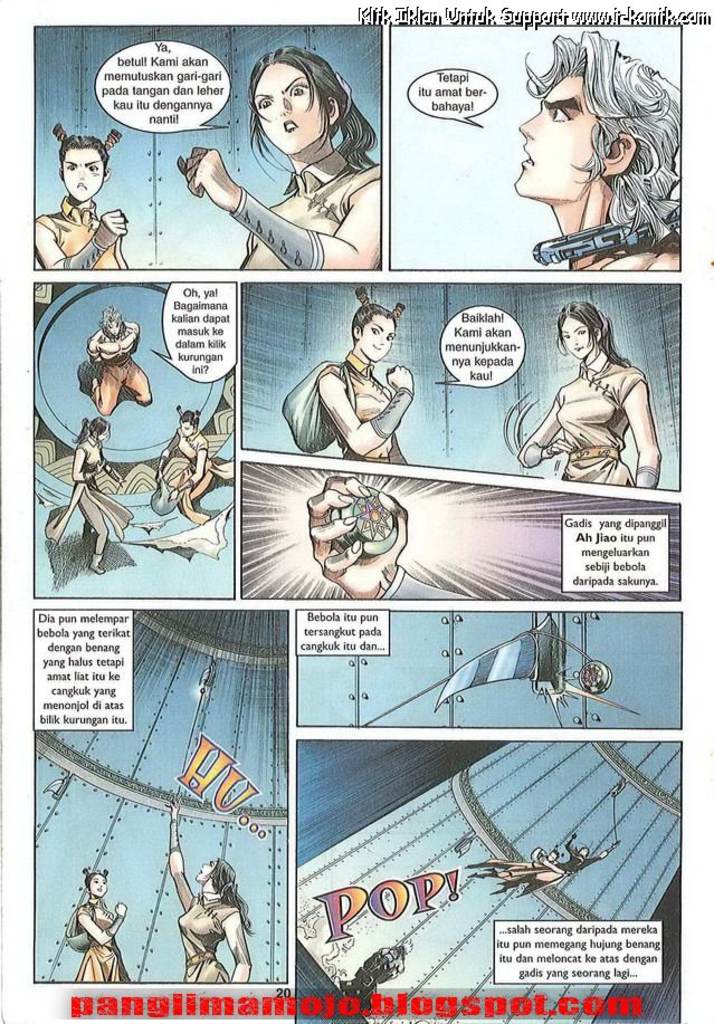 Klik Iklan Untuk Support www.ir-komik.com
Ya,
betul! Kami akan
memutuskan gari-gari
pada tangan dan leher
kau itu dengannya
nanti!
Tetapi
itu amat ber-
bahaya!
Oh, ya!
Bagaimana
kalian dapat
masuk ke
dalam kilik
kurungan
ini?
Baiklah!
Kami akan
menunjukkan-
nya kepada
kau!
Gadis yang dipanggil
Ah Jiao itu pun
mengeluarkan
sebiji bebola
daripada sakunya.
Dia pun melempar
bebola yang terikat
dengan benang
yang halus tetapi
amat liat itu ke
cangkuk yang
menonjol di atas
bilik kurungan itu.
HU...
Bebola itu pun
tersangkut pada
cangkuk itu dan...
POP!
...salah seorang daripada mereka
itu pun memegang hujung benang
itu dan meloncat ke atas dengan
gadis yang seorang lagi...
20
panglimamojo.blogspot.com